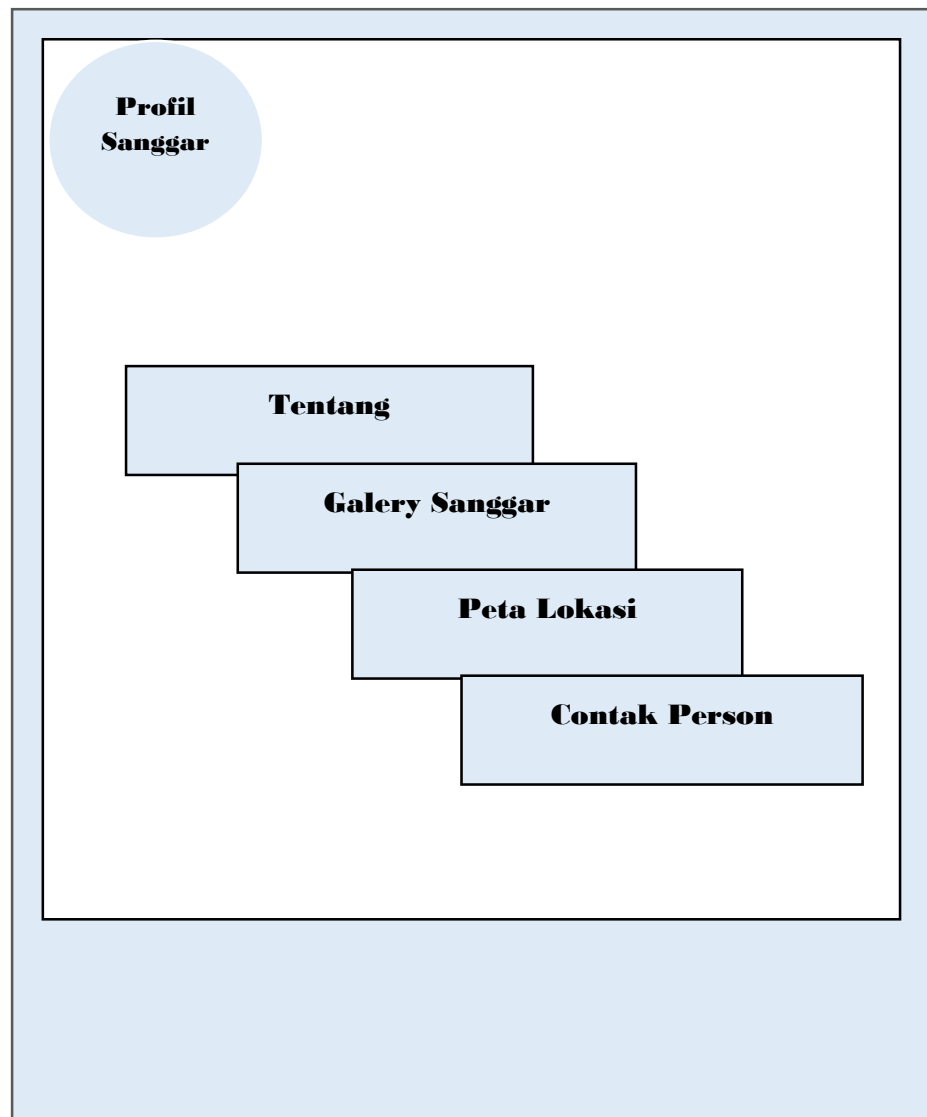 Profil
Sanggar
Tentang
Galery Sanggar
Peta Lokasi
Contak Person